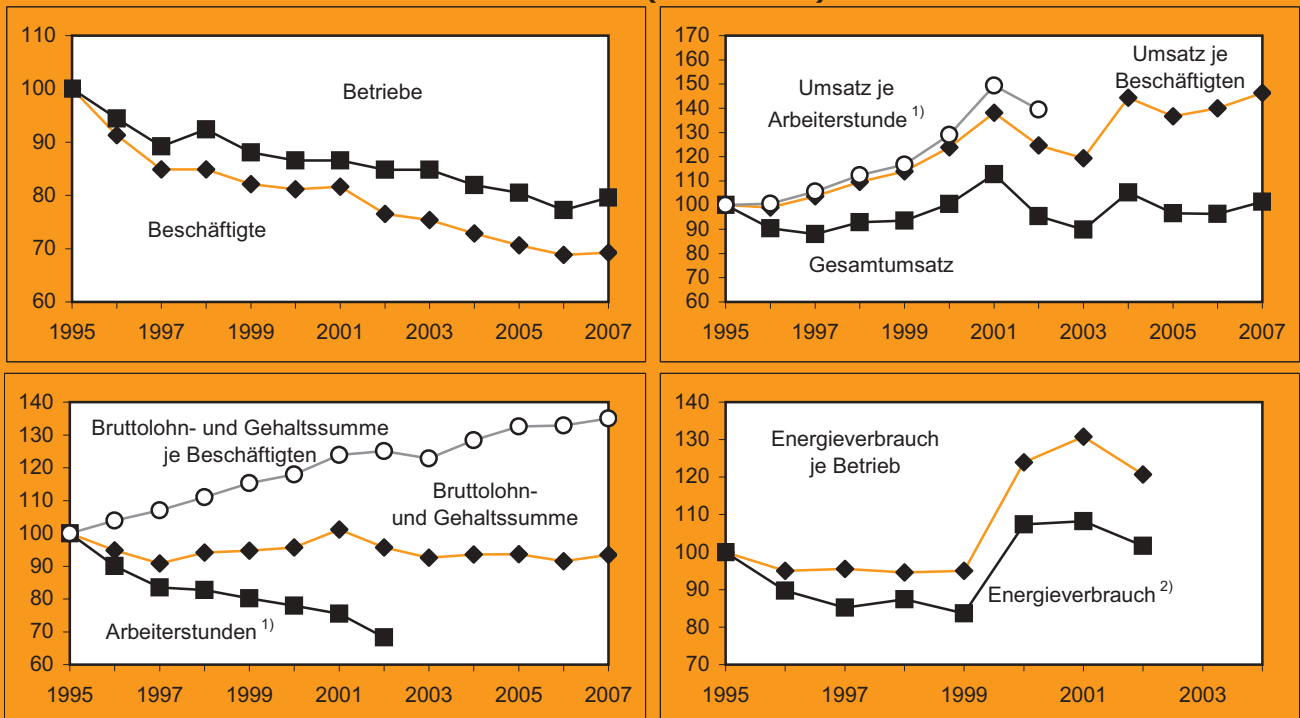 110
100
90
80
70
60
Betriebe
Beschäftigte
1995 1997 1999 2001 2003 2005 2007
170
160
150
140
130
120
110
100
90
80
70
60
Umsatz je
Arbeiterstunde 1)
Umsatz je
Beschäftigten
Gesamtumsatz
1995 1997 1999 2001 2003 2005 2007
140
130
120
110
100
90
80
70
60
Bruttolohn- und Gehaltssumme
je Beschäftigten
Bruttolohn-
und Gehaltssumme
Arbeiterstunden 1)
1995 1997 1999 2001 2003 2005 2007
140
130
120
110
100
90
80
70
Energieverbrauch
je Betrieb
Energieverbrauch 2)
1995 1997 1999 2001 2003